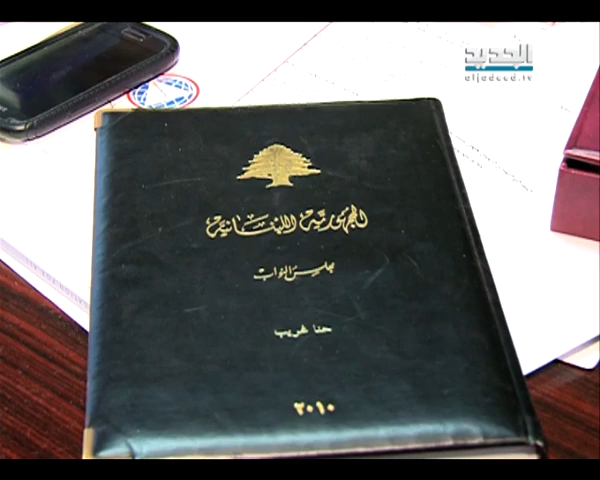 الجديد
aljadeed.tv
الجمهورية اللبنانية
مجلس النواب
حنا غريب
٢٠١٠